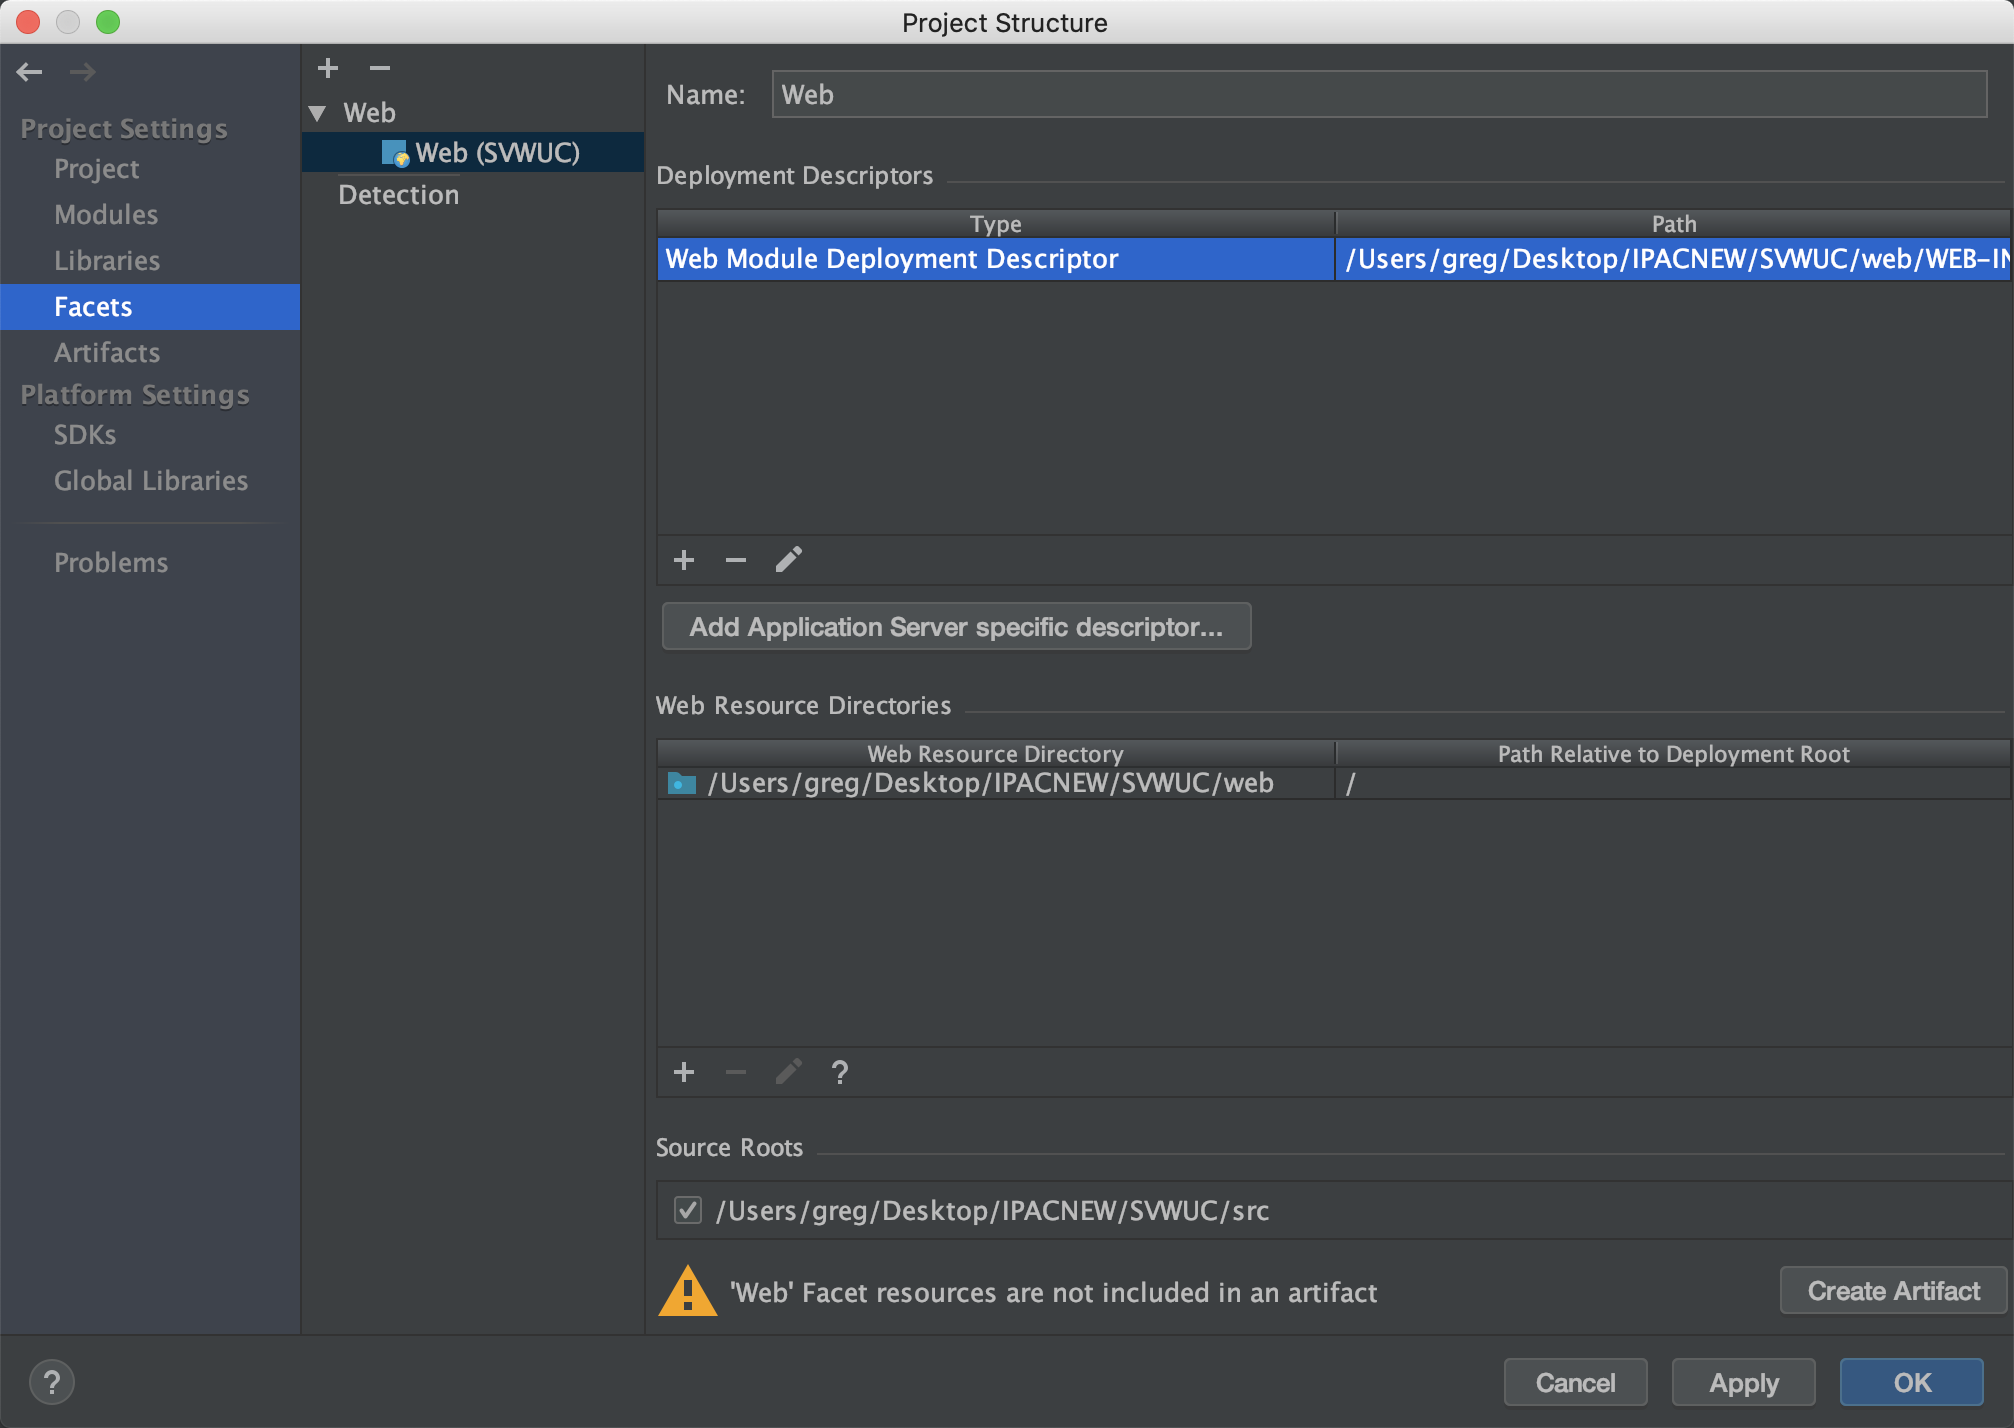 Project Structure
Project Settings
Project
Modules
Libraries
Facets
Artifacts
Platform Settings
SDKs
Global Libraries
Problems
Web
Web (SVWUC)
Detection
Name: Web
Deployment Descriptors
Type Path
Web Module Deployment Descriptor /Users/greg/Desktop/IPACNEW/SVWUC/web/WEB-IN
Add Application Server specific descriptor...
Web Resource Directories
Web Resource Directory Path Relative to Deployment Root
/Users/greg/Desktop/IPACNEW/SVWUC/web /
?
Source Roots
/Users/greg/Desktop/IPACNEW/SVWUC/src
'Web' Facet resources are not included in an artifact Create Artifact
? Cancel Apply OK